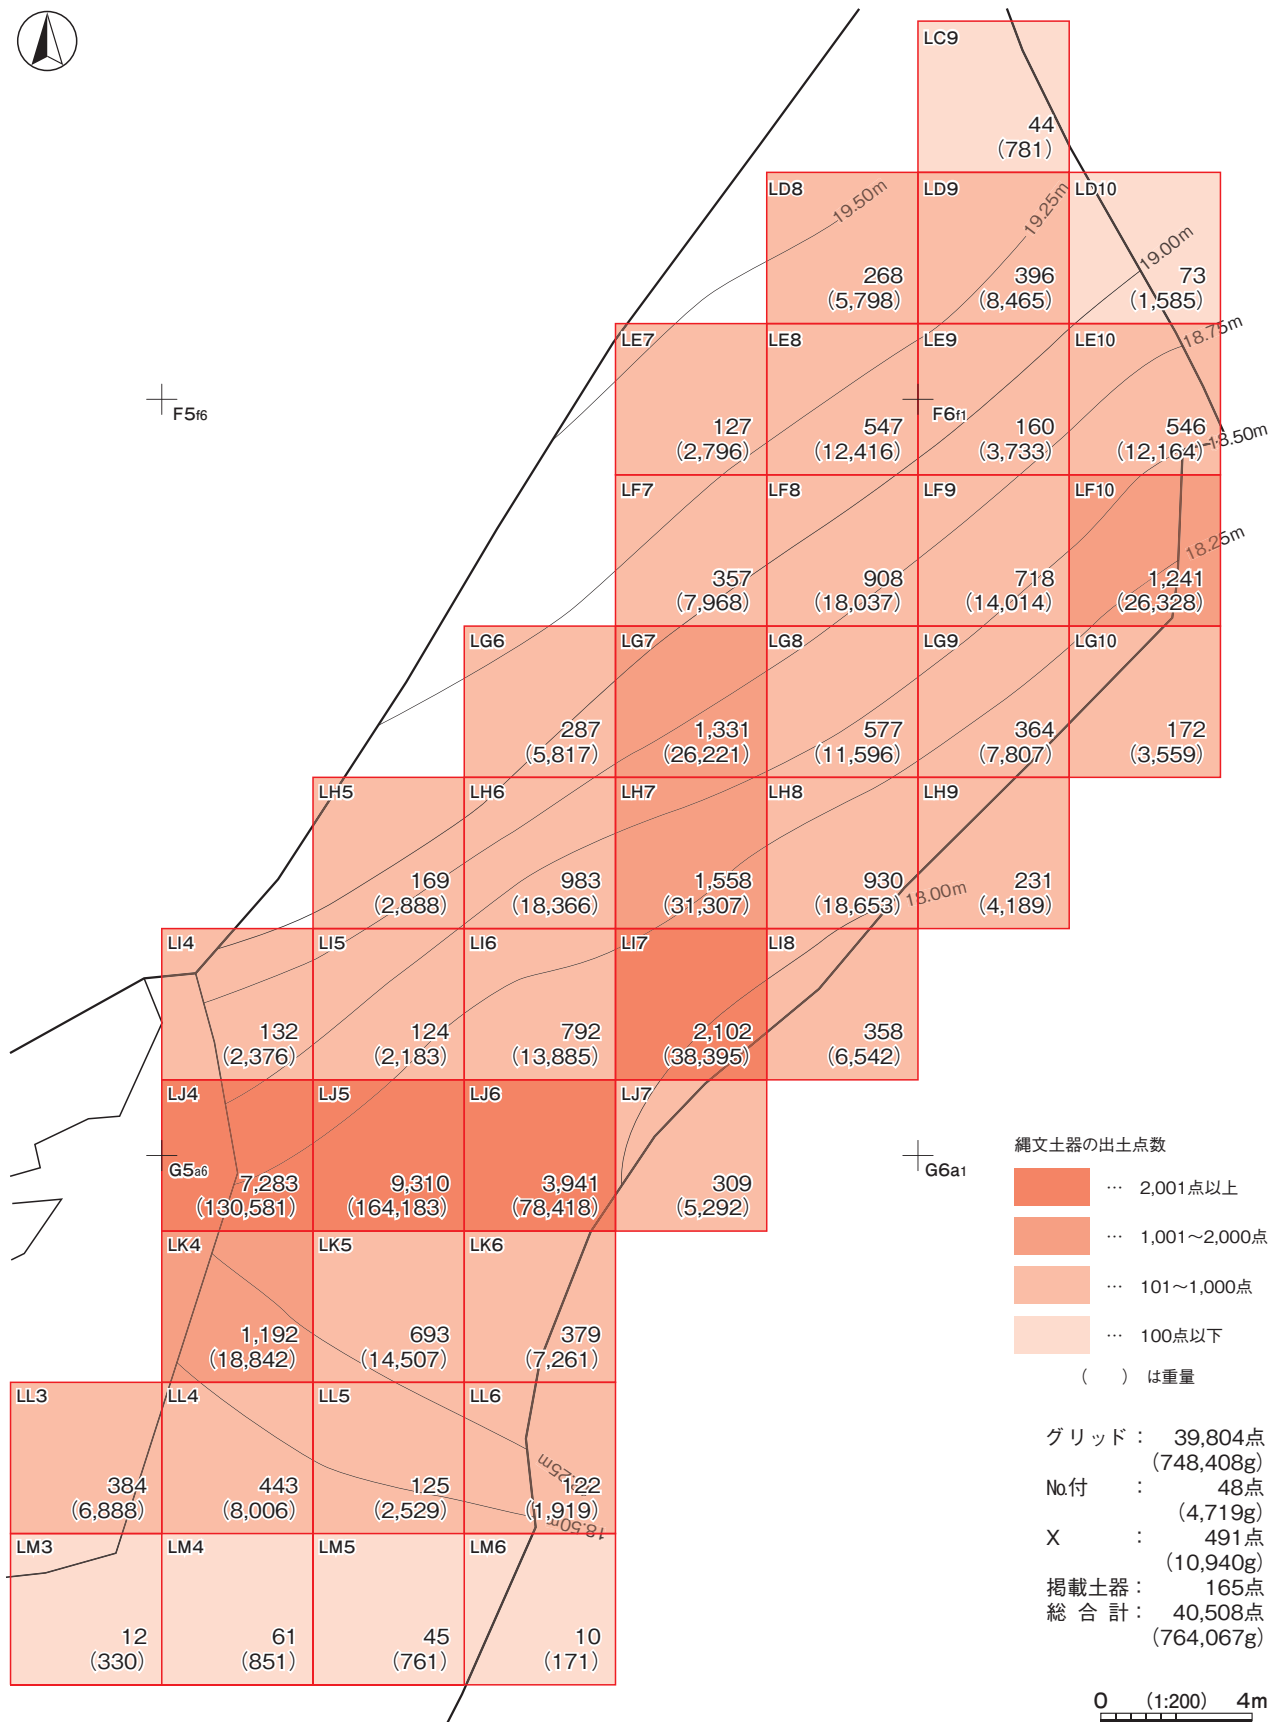 LC9
44
(781)
LD8
268
(5,798)
LD9
396
(8,465)
LD10
73
(1,585)
19.50m
19.25m
19.00m
LE7
127
(2,796)
LE8
547
(12,416)
LE9
160
(3,733)
LE10
546
(12,164)
18.75m
18.50m
F5f6
F6f1
LF7
357
(7,968)
LF8
908
(18,037)
LF9
718
(14,014)
LF10
1,241
(26,328)
18.25m
LG6
287
(5,817)
LG7
1,331
(26,221)
LG8
577
(11,596)
LG9
364
(7,807)
LG10
172
(3,559)
LH5
169
(2,888)
LH6
983
(18,366)
LH7
1,558
(31,307)
LH8
930
(18,653)
LH9
231
(4,189)
18.00m
LI4
132
(2,376)
LI5
124
(2,183)
LI6
792
(13,885)
LI7
2,102
(38,395)
LI8
358
(6,542)
LJ4
7,283
(130,581)
LJ5
9,310
(164,183)
LJ6
3,941
(78,418)
LJ7
309
(5,292)
G5a6
G6a1
LK4
1,192
(18,842)
LK5
693
(14,507)
LK6
379
(7,261)
LL3
384
(6,888)
LL4
443
(8,006)
LL5
125
(2,529)
LL6
122
(1,919)
18.50m
LM3
12
(330)
LM4
61
(851)
LM5
45
(761)
LM6
10
(171)
縄文土器の出土点数
… 2,001点以上
… 1,001～2,000点
… 101～1,000点
… 100点以下
( ) は重量
グリッド： 39,804点
(748,408g)
No.付 ： 48点
(4,719g)
X ： 491点
(10,940g)
掲載土器： 165点
総合計： 40,508点
(764,067g)
0 (1:200) 4m